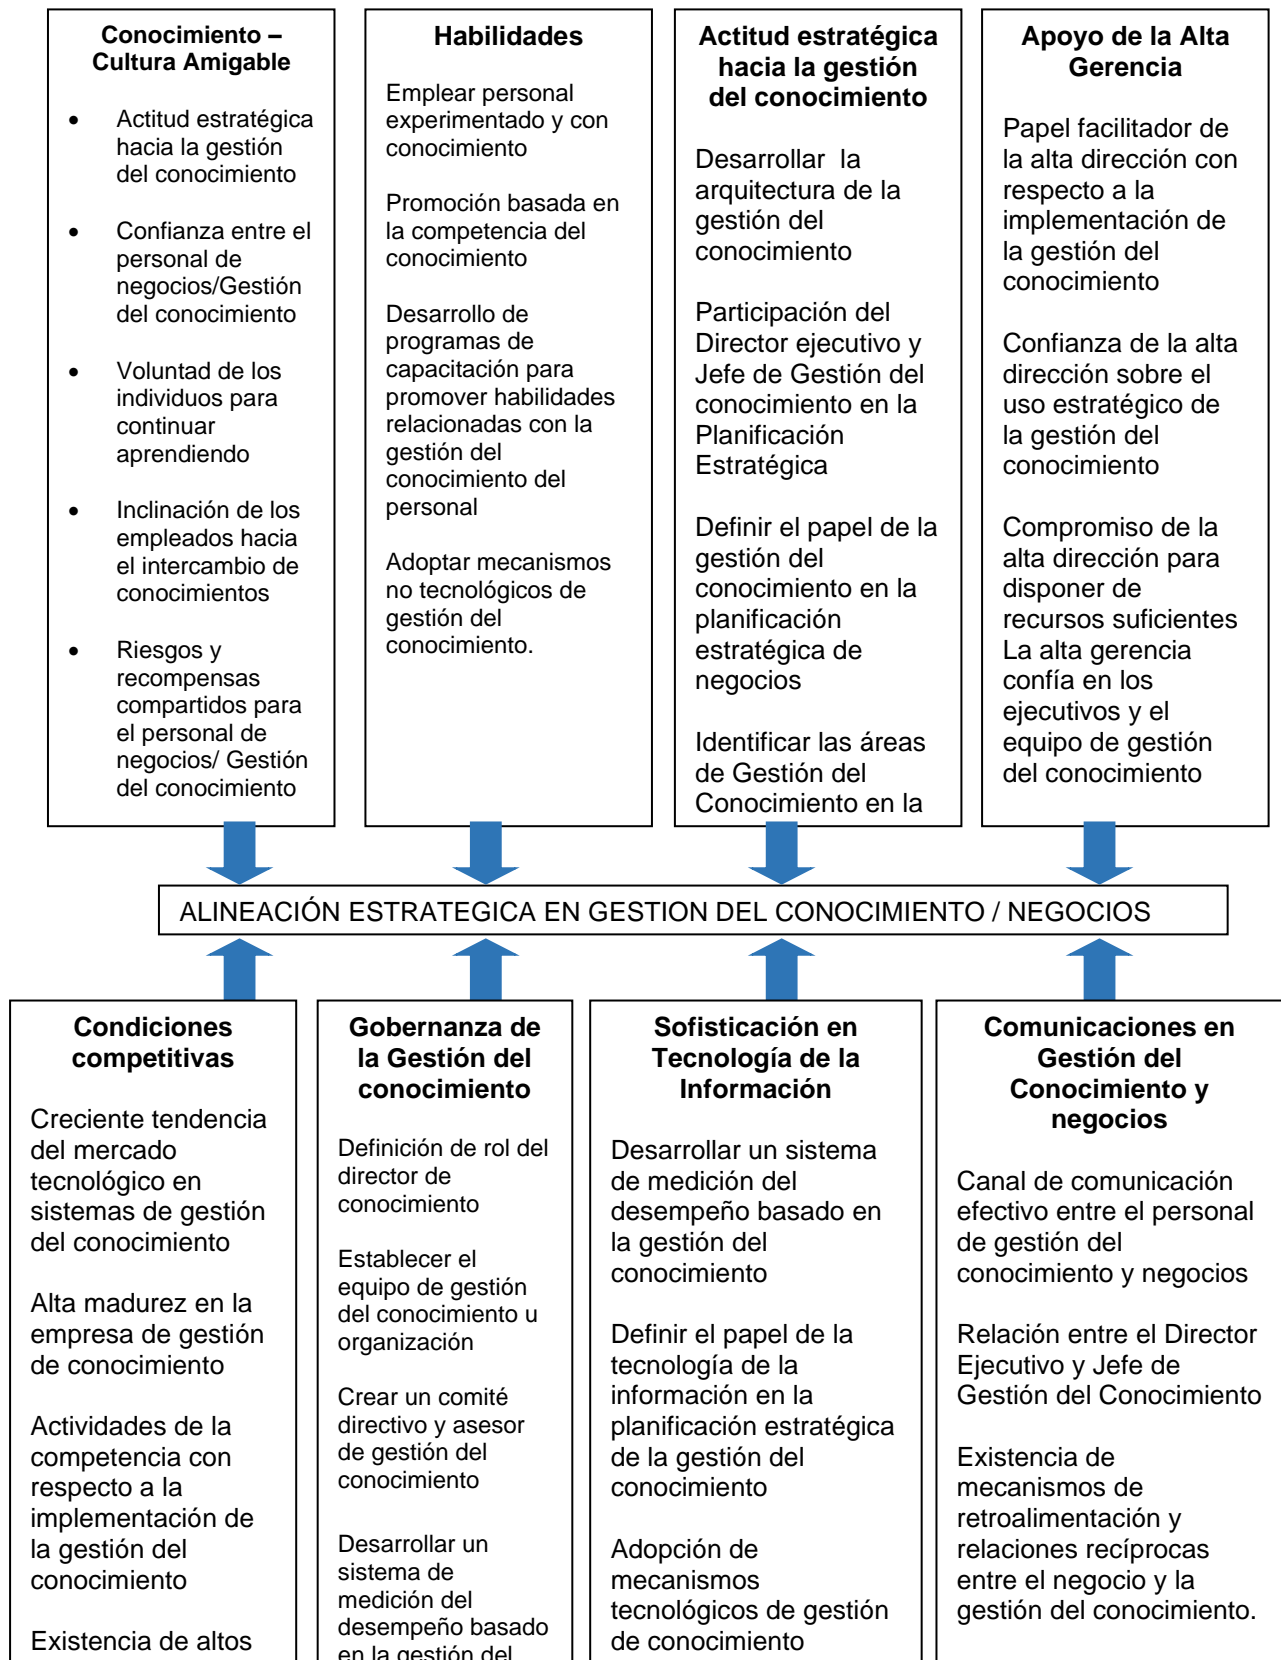 Conocimiento –
Cultura Amigable
• Actitud estratégica
hacia la gestión
del conocimiento
• Confianza entre el
personal de
negocios/Gestión
del conocimiento
• Voluntad de los
individuos para
continuar
aprendiendo
• Inclinación de los
empleados hacia
el intercambio de
conocimientos
• Riesgos y
recompensas
compartidos para
el personal de
negocios/ Gestión
del conocimiento
Habilidades
Emplear personal
experimentado y con
conocimiento
Promoción basada en
la competencia del
conocimiento
Desarrollo de
programas de
capacitación para
promover habilidades
relacionadas con la
gestión del
conocimiento del
personal
Adoptar mecanismos
no tecnológicos de
gestión del
conocimiento.
Actitud estratégica
hacia la gestión
del conocimiento
Desarrollar la
arquitectura de la
gestión del
conocimiento
Participación del
Director ejecutivo y
Jefe de Gestión del
conocimiento en la
Planificación
Estratégica
Definir el papel de la
gestión del
conocimiento en la
planificación
estratégica de
negocios
Identificar las áreas
de Gestión del
Conocimiento en la
Apoyo de la Alta
Gerencia
Papel facilitador de
la alta dirección con
respecto a la
implementación de
la gestión del
conocimiento
Confianza de la alta
dirección sobre el
uso estratégico de
la gestión del
conocimiento
Compromiso de la
alta dirección para
disponer de
recursos suficientes
La alta gerencia
confía en los
ejecutivos y el
equipo de gestión
del conocimiento
ALINEACIÓN ESTRATEGICA EN GESTION DEL CONOCIMIENTO / NEGOCIOS
Condiciones
competitivas
Creciente tendencia
del mercado
tecnológico en
sistemas de gestión
del conocimiento
Alta madurez en la
empresa de gestión
de conocimiento
Actividades de la
competencia con
respecto a la
implementación de
la gestión del
conocimiento
Existencia de altos
Gobernanza de
la Gestión del
conocimiento
Definición de rol del
director de
conocimiento
Establecer el
equipo de gestión
del conocimiento u
organización
Crear un comité
directivo y asesor
de gestión del
conocimiento
Desarrollar un
sistema de
medición del
desempeño basado
en la gestión del
Sofisticación en
Tecnología de la
Información
Desarrollar un sistema
de medición del
desempeño basado en
la gestión del
conocimiento
Definir el papel de la
tecnología de la
información en la
planificación estratégica
de la gestión del
conocimiento
Adopción de
mecanismos
tecnológicos de gestión
de conocimiento
Comunicaciones en
Gestión del
Conocimiento y
negocios
Canal de comunicación
efectivo entre el personal
de gestión del
conocimiento y negocios
Relación entre el Director
Ejecutivo y Jefe de
Gestión del Conocimiento
Existencia de
mecanismos de
retroalimentación y
relaciones recíprocas
entre el negocio y la
gestión del conocimiento.